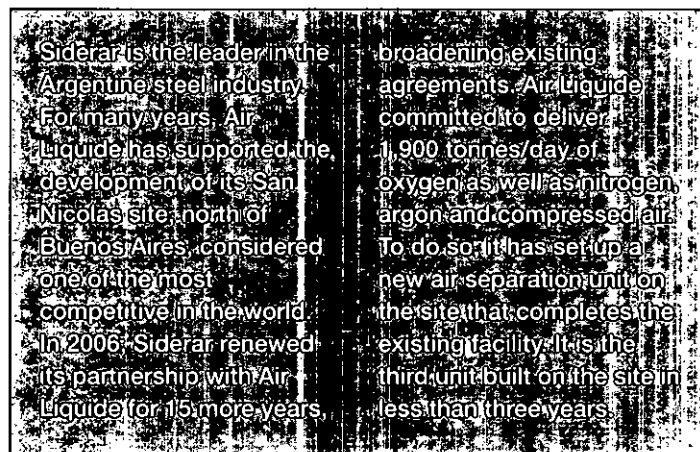 Siderar is the leader in the
Argentine steel industry.
For many years, Air
Liquide has supported the
development of its San
Nicolas site, north of
Buenos Aires, considered
one of the most
competitive in the world.
In 2006, Siderar renewed
its partnership with Air
Liquide for 15 more years,
broadening existing
agreements. Air Liquide
committed to deliver
1,900 tonnes/day of
oxygen as well as nitrogen,
argon and compressed air.
To do so, it has set up a
new air separation unit on
the site that completes the
existing facility. It is the
third unit built on the site in
less than three years.